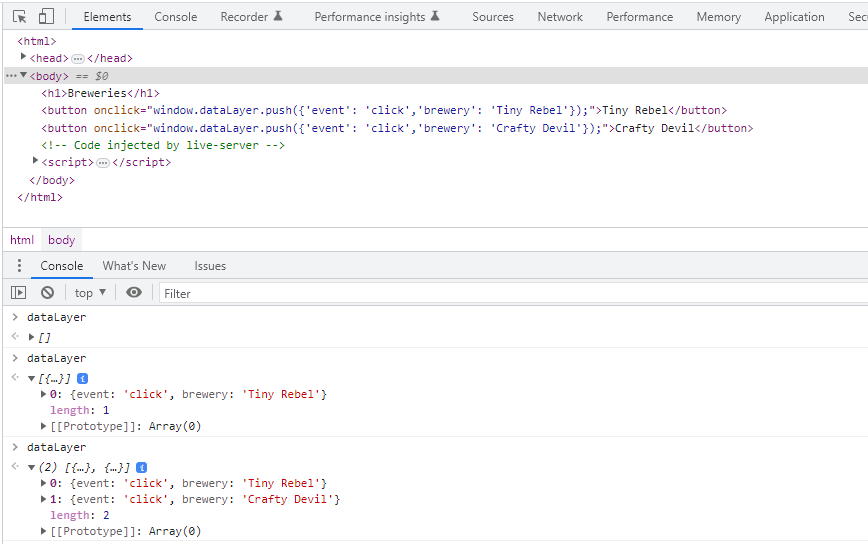 Elements Console Recorder Performance insights Sources Network Performance Memory Application Sec
<html>
<head>…</head>
<body> == $0
<h1>Breweries</h1>
<button onclick="window.dataLayer.push({'event': 'click','brewery': 'Tiny Rebel'});">Tiny Rebel</button>
<button onclick="window.dataLayer.push({'event': 'click','brewery': 'Crafty Devil'});">Crafty Devil</button>
<!-- Code injected by live-server -->
<script>…</script>
</body>
</html>
html body
Console What's New Issues
top Filter
dataLayer
[]
dataLayer
[{…}]
0: {event: 'click', brewery: 'Tiny Rebel'}
length: 1
[[Prototype]]: Array(0)
dataLayer
(2) [{…}, {…}]
0: {event: 'click', brewery: 'Tiny Rebel'}
1: {event: 'click', brewery: 'Crafty Devil'}
length: 2
[[Prototype]]: Array(0)